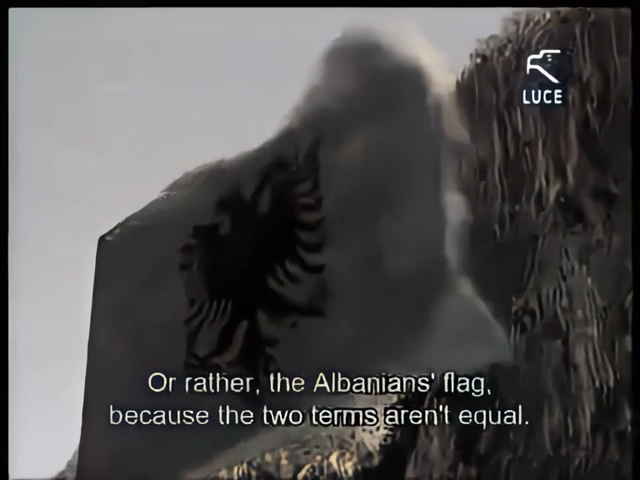 LUCE
Or rather, the Albanians' flag,
because the two terms aren't equal.